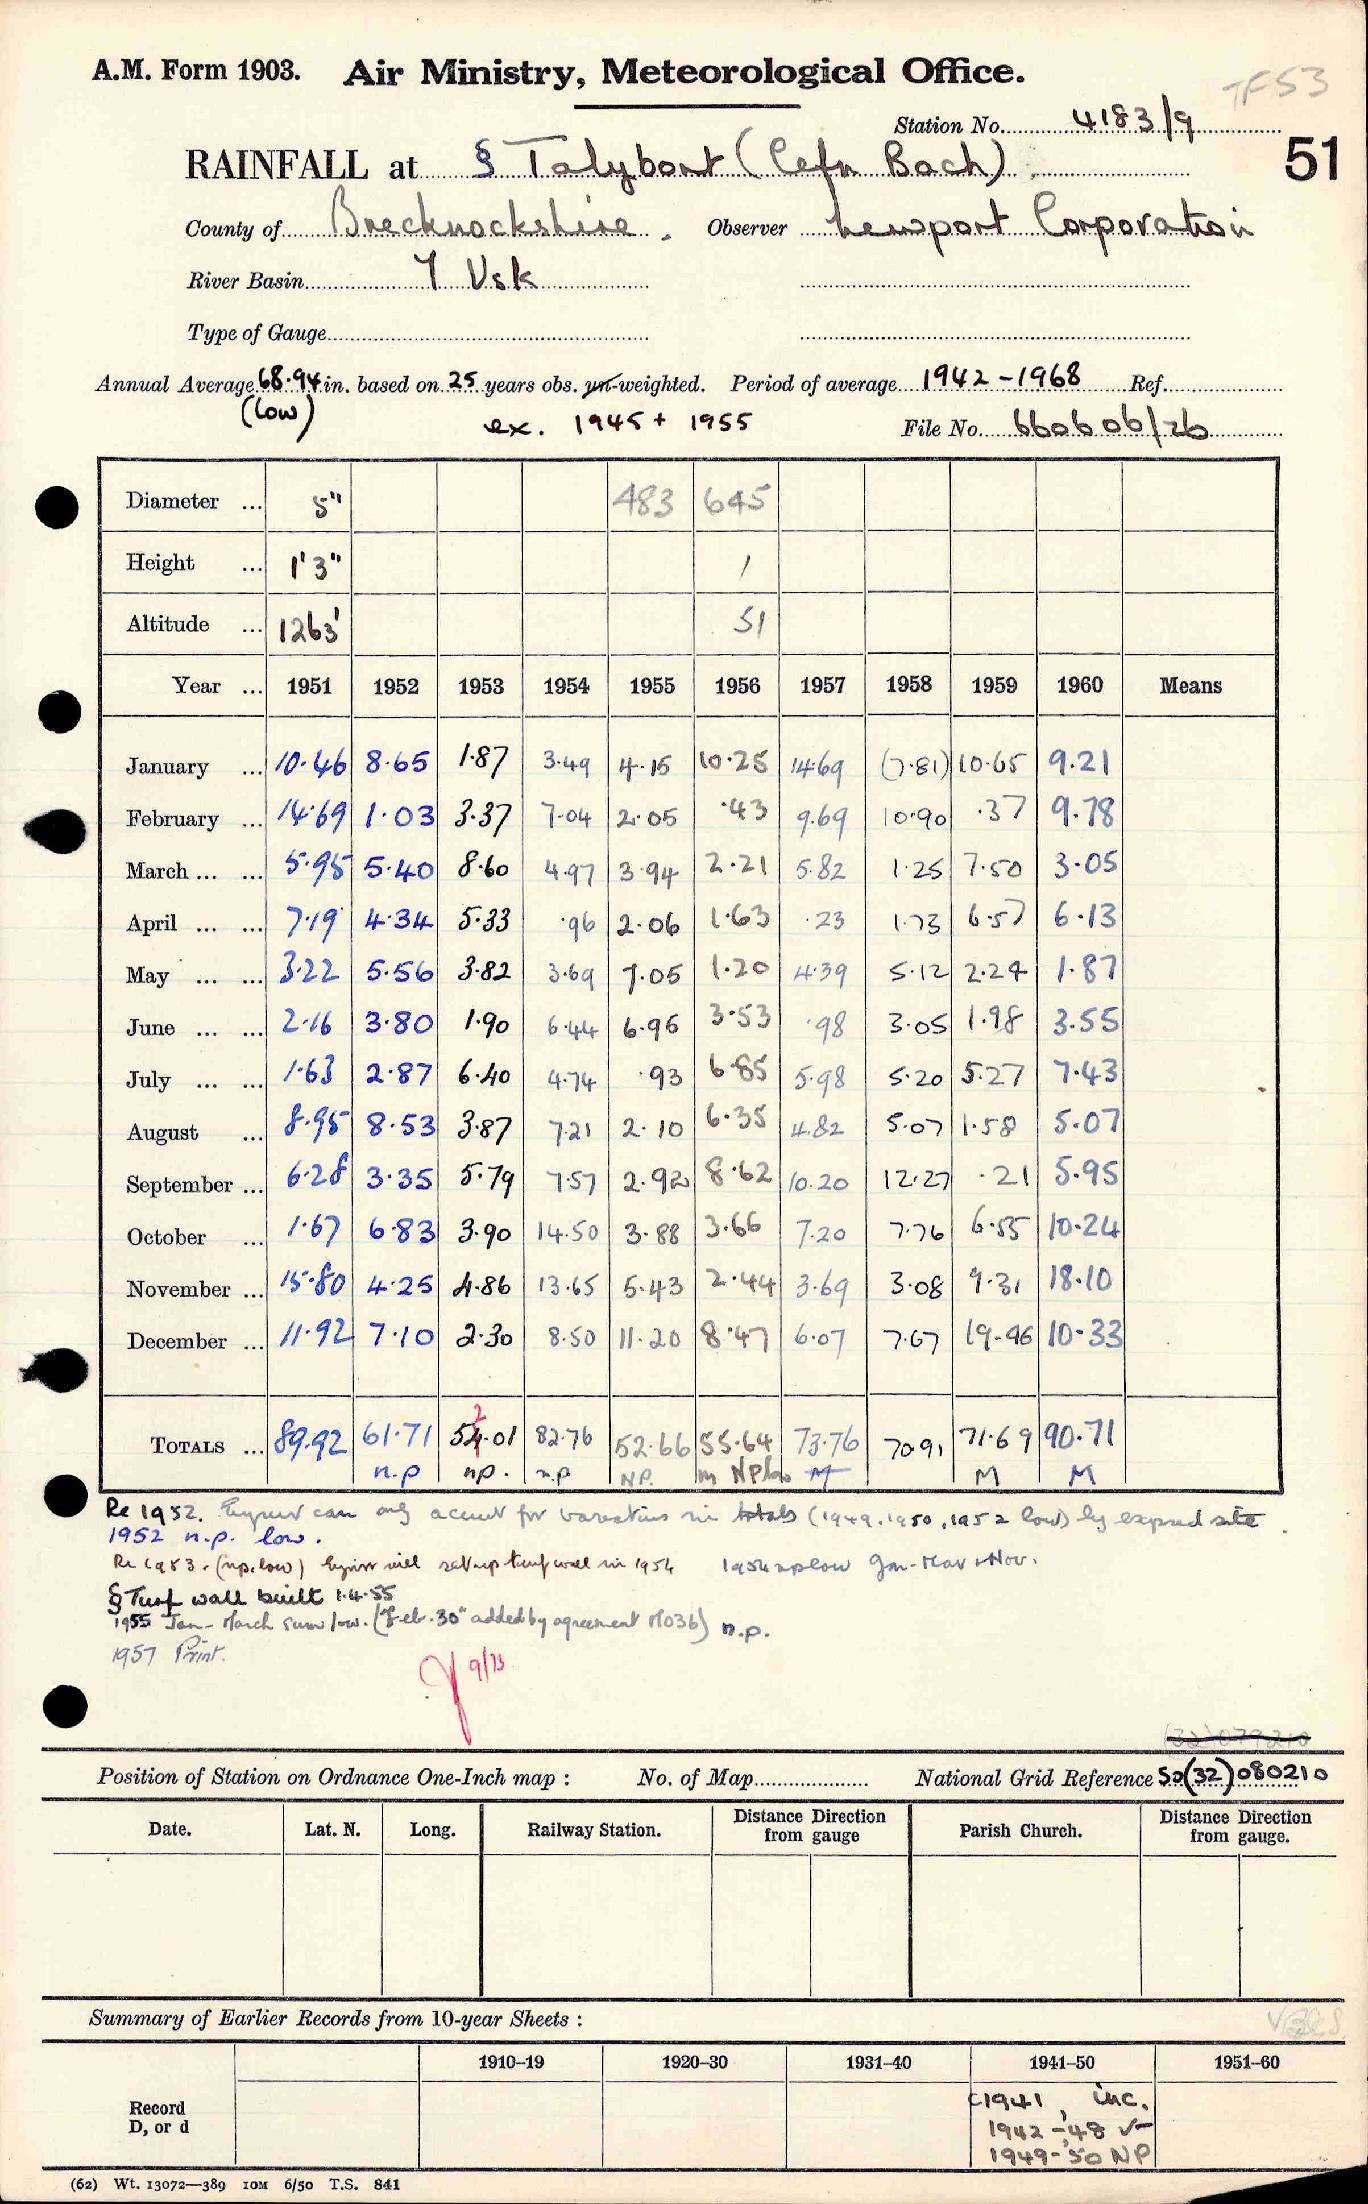 A.M. Form 1903. Air Ministry, Meteorological Office.
TF53
Station No. 4183/9
51
RAINFALL at § Talybont (Cefn Bach)
County of Brecknockshire. Observer Newport Corporation
River Basin 7 Usk
Type of Gauge
Annual Average 68.94 in. based on 25 years obs. un-weighted. Period of average 1942-1968 Ref.
(low) ex. 1945 + 1955 File No. 660606/26
Diameter ... 5" 483 645
Height ... 1'3" 1
Altitude ... 1263' 51
Year ... 1951 1952 1953 1954 1955 1956 1957 1958 1959 1960 Means
January ... 10.46 8.65 1.87 3.49 4.15 10.25 14.69 (7.81) 10.65 9.21
February ... 14.69 1.03 3.37 7.04 2.05 .43 9.69 10.90 .37 9.78
March ... ... 5.95 5.40 8.60 4.97 3.94 2.21 5.82 1.25 7.50 3.05
April ... ... 7.19 4.34 5.33 .96 2.06 1.63 .23 1.73 6.57 6.13
May ... ... 3.22 5.56 3.82 3.69 7.05 1.20 4.39 5.12 2.24 1.87
June ... ... 2.16 3.80 1.90 6.44 6.95 3.53 .98 3.05 1.98 3.55
July ... ... 1.63 2.87 6.40 4.74 .93 6.85 5.98 5.20 5.27 7.43
August ... 8.95 8.53 3.87 7.21 2.10 6.35 4.82 5.07 1.58 5.07
September ... 6.28 3.35 5.79 7.57 2.92 8.62 10.20 12.27 .21 5.95
October ... 1.67 6.83 3.90 14.50 3.88 3.66 7.20 7.76 6.55 10.24
November ... 15.80 4.25 4.86 13.65 5.43 2.44 3.69 3.08 9.31 18.10
December ... 11.92 7.10 2.30 8.50 11.20 8.47 6.07 7.67 19.46 10.33
2
TOTALS ... 89.92 61.71 54.01 82.76 52.66 55.64 73.76 70.91 71.69 90.71
n.p np. n.p NP. m NP low M M M
Re 1952. can only account for variations in totals (1949, 1950, 1952 low) by exposed site.
1952 n.p. low.
Re 1953. (np. low) will set up turf wall in 1954 1954 np low Jan-Mar + Nov.
§ Turf wall built 1.4.55
1955 Jan-March snow low. (Feb. 30" added by agreement MO3b) n.p.
1957 Print.
9/73
(32)079210
Position of Station on Ordnance One-Inch map : No. of Map National Grid Reference SO(32)080210
Date. Lat. N. Long. Railway Station. Distance Direction from gauge Parish Church. Distance Direction from gauge.
Summary of Earlier Records from 10-year Sheets :
1910–19 1920–30 1931–40 1941–50 1951–60
Record
D, or d
1941, inc.
1942-'48 ✓
1949-'50 NP
(62) Wt. 13072—389 10M 6/50 T.S. 841